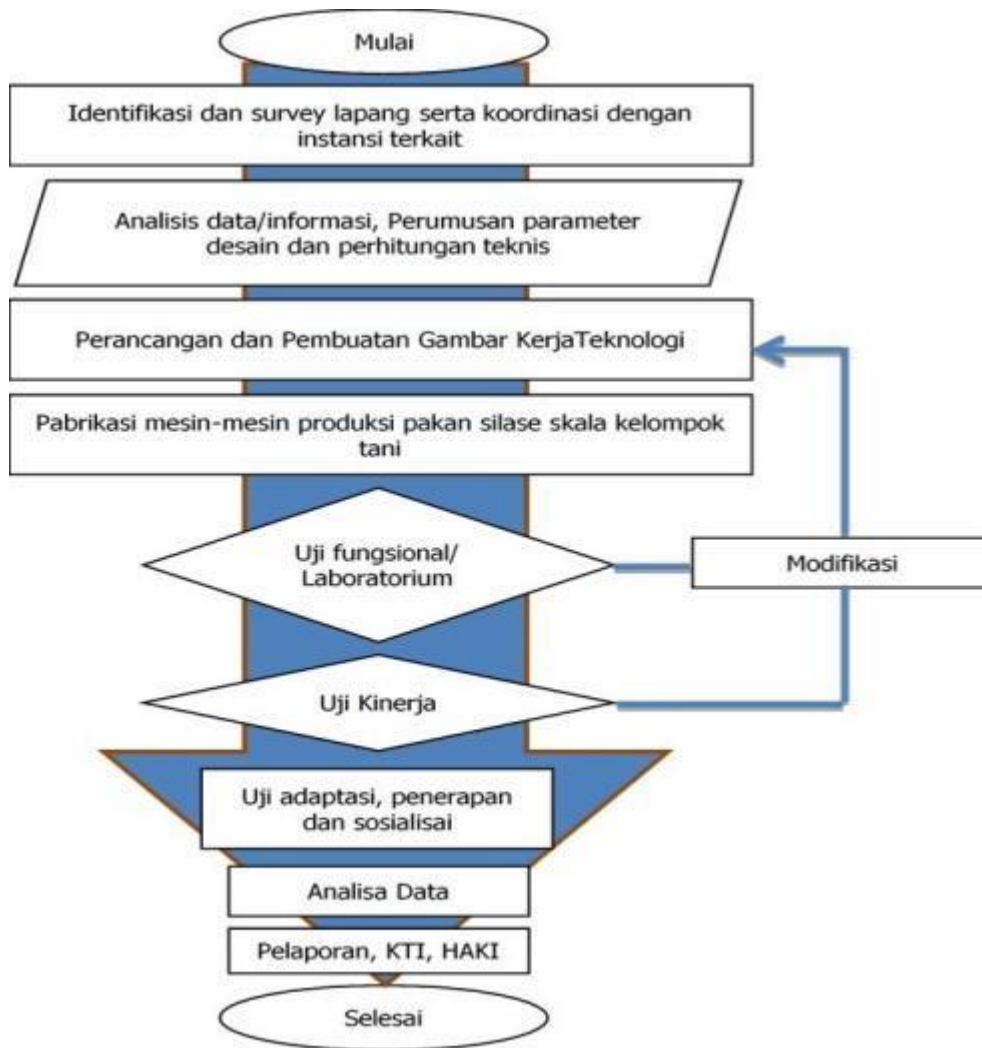 Mulai
Identifikasi dan survey lapang serta koordinasi dengan
instansi terkait
Analisis data/informasi, Perumusan parameter
desain dan perhitungan teknis
Perancangan dan Pembuatan Gambar KerjaTeknologi
Pabrikasi mesin-mesin produksi pakan silase skala kelompok
tani
Uji fungsional/
Laboratorium
Modifikasi
Uji Kinerja
Uji adaptasi, penerapan
dan sosialisai
Analisa Data
Pelaporan, KTI, HAKI
Selesai